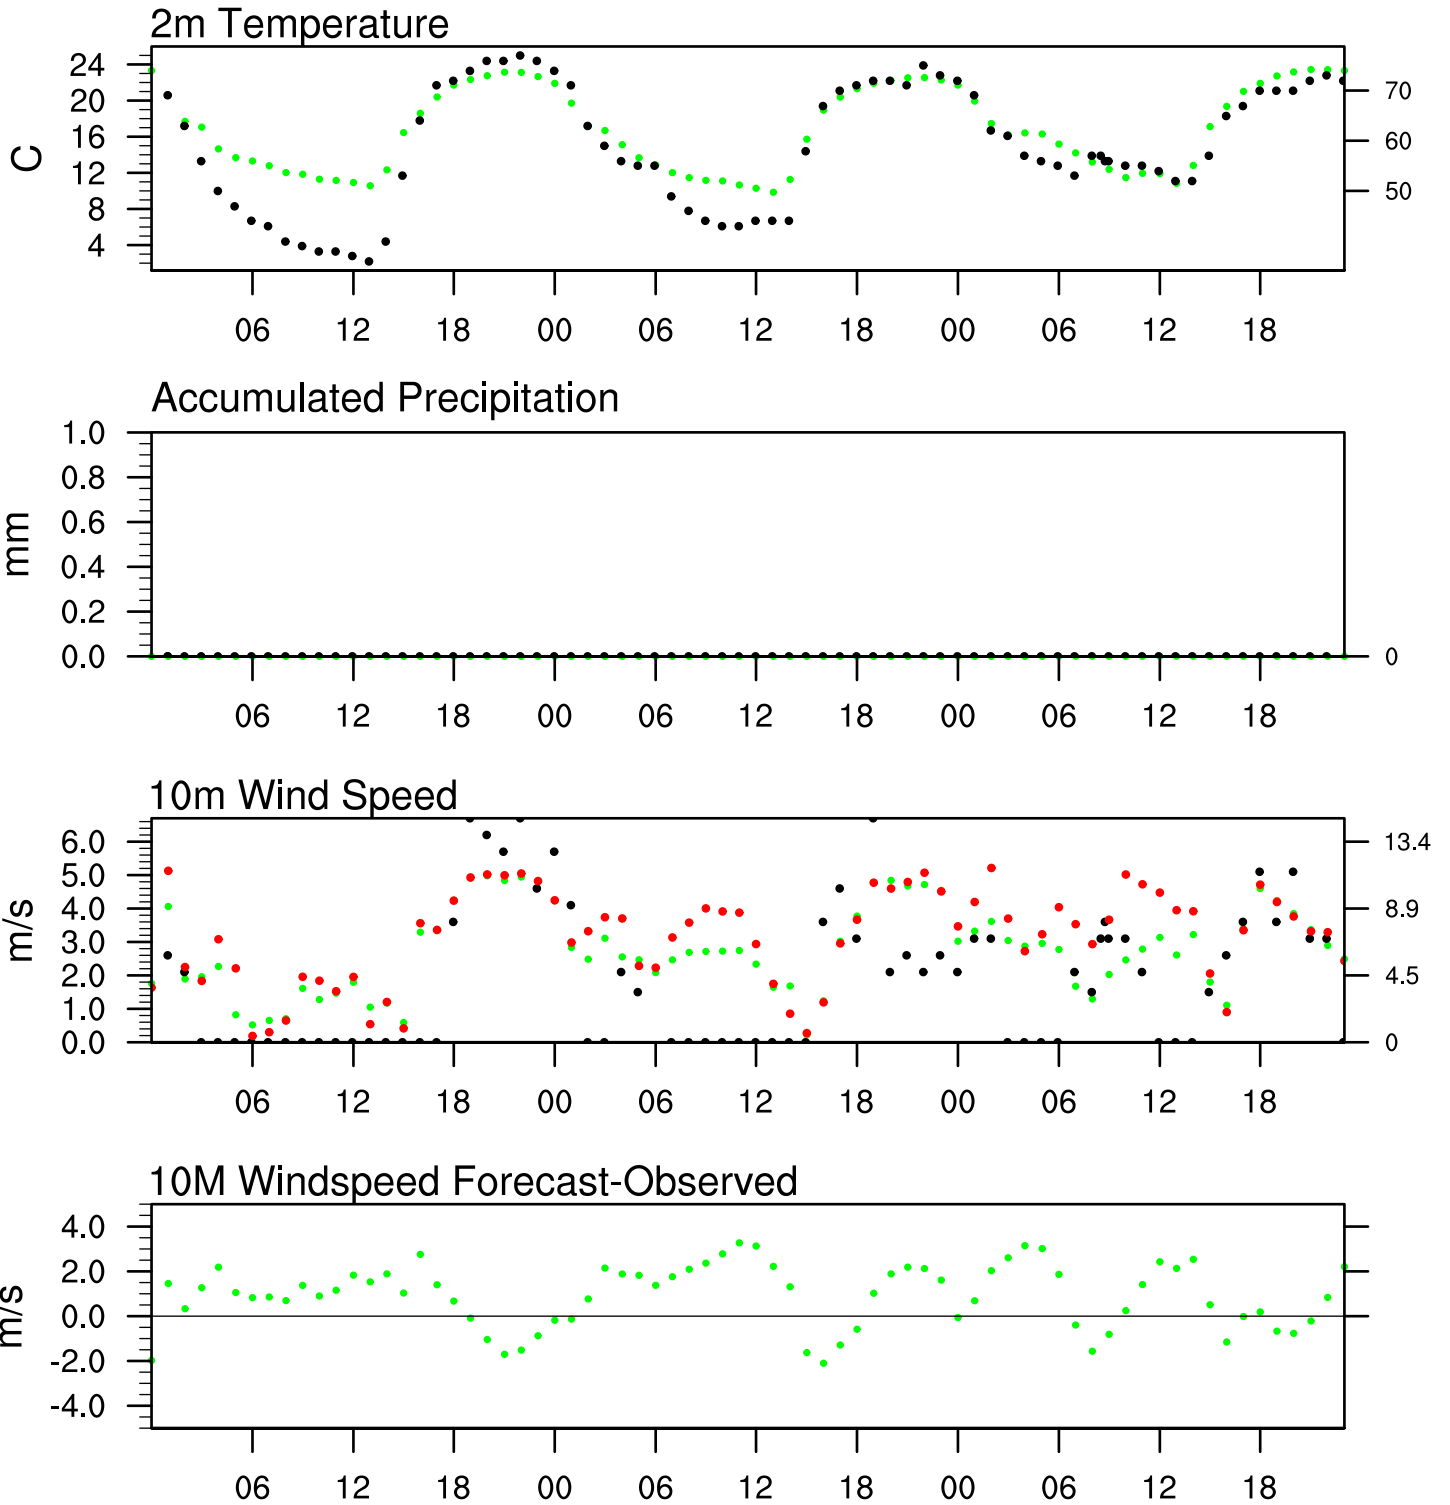 2m Temperature
24
20
16
12
8
4
C
70
60
50
06 12 18 00 06 12 18 00 06 12 18
Accumulated Precipitation
1.0
0.8
0.6
0.4
0.2
0.0
mm
0
06 12 18 00 06 12 18 00 06 12 18
10m Wind Speed
6.0
5.0
4.0
3.0
2.0
1.0
0.0
m/s
13.4
8.9
4.5
0
06 12 18 00 06 12 18 00 06 12 18
10M Windspeed Forecast-Observed
4.0
2.0
0.0
-2.0
-4.0
m/s
06 12 18 00 06 12 18 00 06 12 18